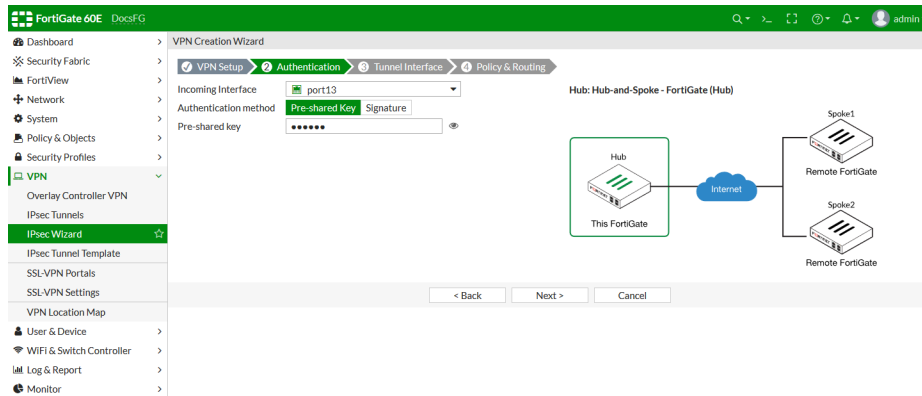 FortiGate 60E DocsFG
admin
Dashboard
Security Fabric
FortiView
Network
System
Policy & Objects
Security Profiles
VPN
Overlay Controller VPN
IPsec Tunnels
IPsec Wizard
IPsec Tunnel Template
SSL-VPN Portals
SSL-VPN Settings
VPN Location Map
User & Device
WiFi & Switch Controller
Log & Report
Monitor
VPN Creation Wizard
VPN Setup 2 Authentication 3 Tunnel Interface 4 Policy & Routing
Incoming Interface port13
Authentication method Pre-shared Key Signature
Pre-shared key ••••••
Hub: Hub-and-Spoke - FortiGate (Hub)
Spoke1
Remote FortiGate
Hub
This FortiGate
Internet
Spoke2
Remote FortiGate
< Back Next > Cancel